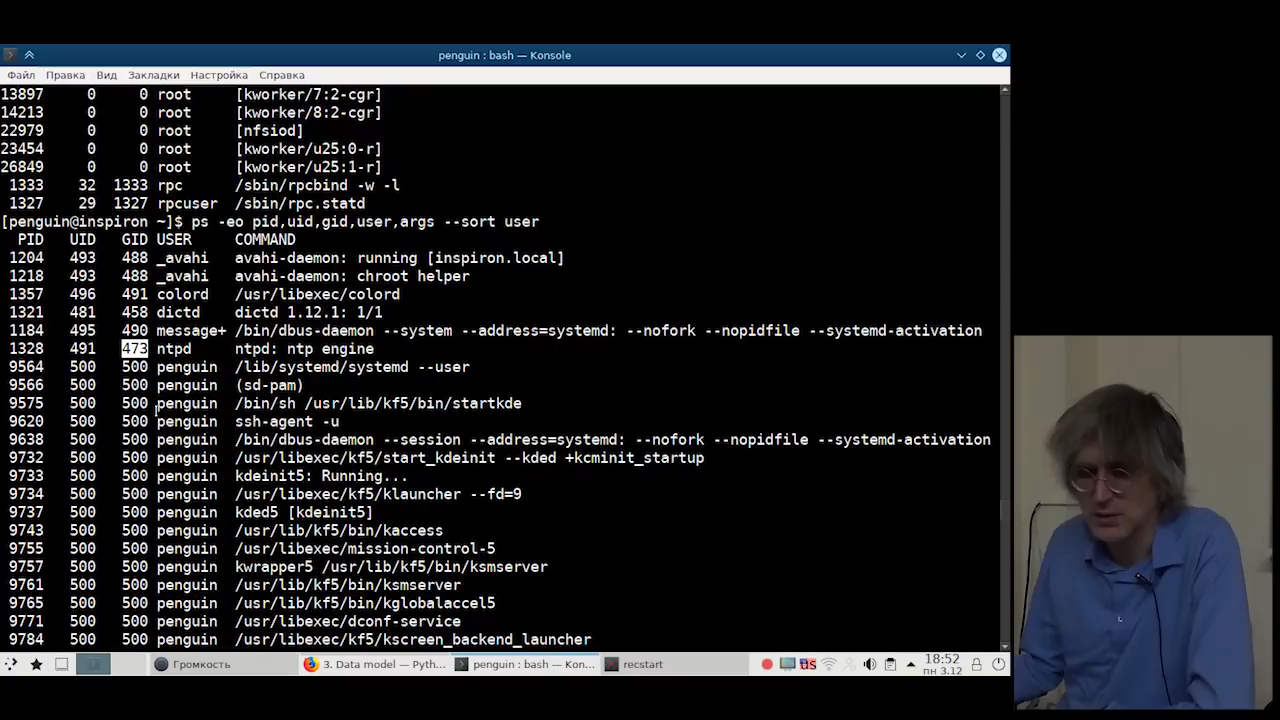 penguin : bash — Konsole
Файл Правка Вид Закладки Настройка Справка
13897 0 0 root [kworker/7:2-cgr]
14213 0 0 root [kworker/8:2-cgr]
22979 0 0 root [nfsiod]
23454 0 0 root [kworker/u25:0-r]
26849 0 0 root [kworker/u25:1-r]
1333 32 1333 rpc /sbin/rpcbind -w -l
1327 29 1327 rpcuser /sbin/rpc.statd
[penguin@inspiron ~]$ ps -eo pid,uid,gid,user,args --sort user
PID UID GID USER COMMAND
1204 493 488 _avahi avahi-daemon: running [inspiron.local]
1218 493 488 _avahi avahi-daemon: chroot helper
1357 496 491 colord /usr/libexec/colord
1321 481 458 dictd dictd 1.12.1: 1/1
1184 495 490 message+ /bin/dbus-daemon --system --address=systemd: --nofork --nopidfile --systemd-activation
1328 491 473 ntpd ntpd: ntp engine
9564 500 500 penguin /lib/systemd/systemd --user
9566 500 500 penguin (sd-pam)
9575 500 500 penguin /bin/sh /usr/lib/kf5/bin/startkde
9620 500 500 penguin ssh-agent -u
9638 500 500 penguin /bin/dbus-daemon --session --address=systemd: --nofork --nopidfile --systemd-activation
9732 500 500 penguin /usr/libexec/kf5/start_kdeinit --kded +kcminit_startup
9733 500 500 penguin kdeinit5: Running...
9734 500 500 penguin /usr/libexec/kf5/klauncher --fd=9
9737 500 500 penguin kded5 [kdeinit5]
9743 500 500 penguin /usr/lib/kf5/bin/kaccess
9755 500 500 penguin /usr/libexec/mission-control-5
9757 500 500 penguin kwrapper5 /usr/lib/kf5/bin/ksmserver
9761 500 500 penguin /usr/lib/kf5/bin/ksmserver
9765 500 500 penguin /usr/lib/kf5/bin/kglobalaccel5
9771 500 500 penguin /usr/libexec/dconf-service
9784 500 500 penguin /usr/libexec/kf5/kscreen_backend_launcher
Громкость 3. Data model — Pyth... penguin : bash — Kon... recstart US 18:52
пн 3.12